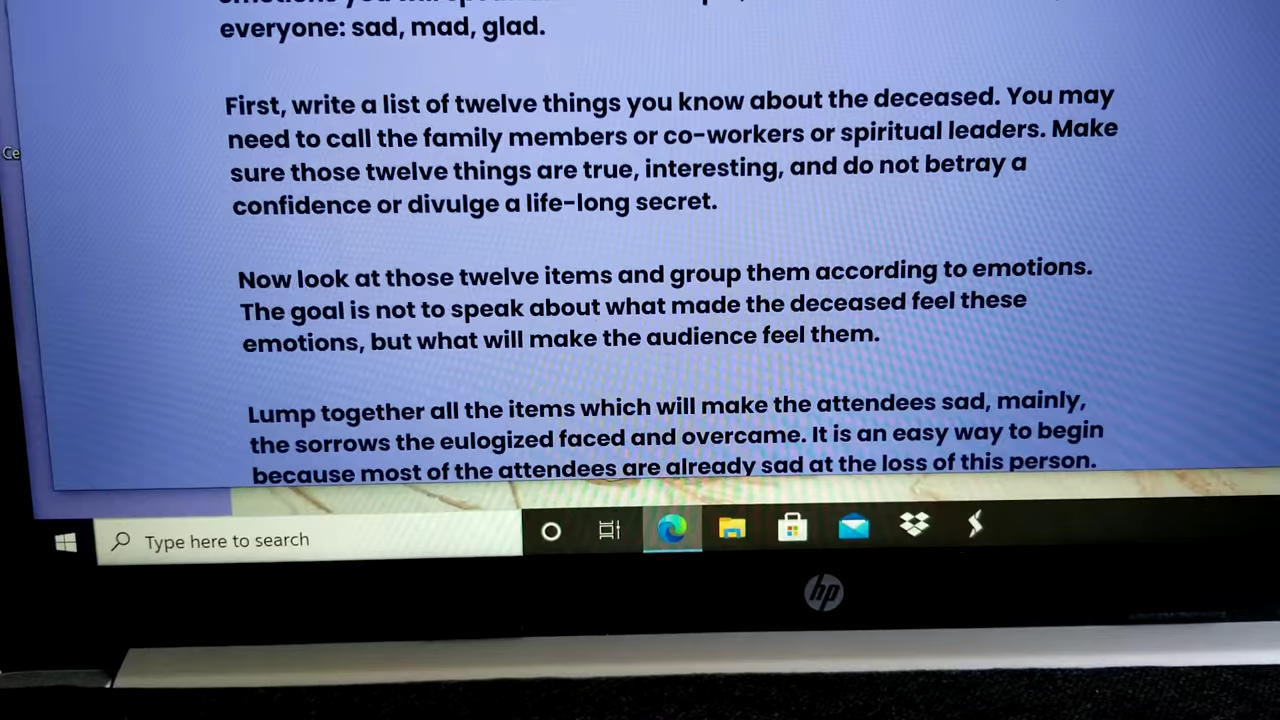 everyone: sad, mad, glad.
First, write a list of twelve things you know about the deceased. You may
need to call the family members or co-workers or spiritual leaders. Make
sure those twelve things are true, interesting, and do not betray a
confidence or divulge a life-long secret.
Now look at those twelve items and group them according to emotions.
The goal is not to speak about what made the deceased feel these
emotions, but what will make the audience feel them.
Lump together all the items which will make the attendees sad, mainly,
the sorrows the eulogized faced and overcame. It is an easy way to begin
because most of the attendees are already sad at the loss of this person.
Ce
Type here to search
hp